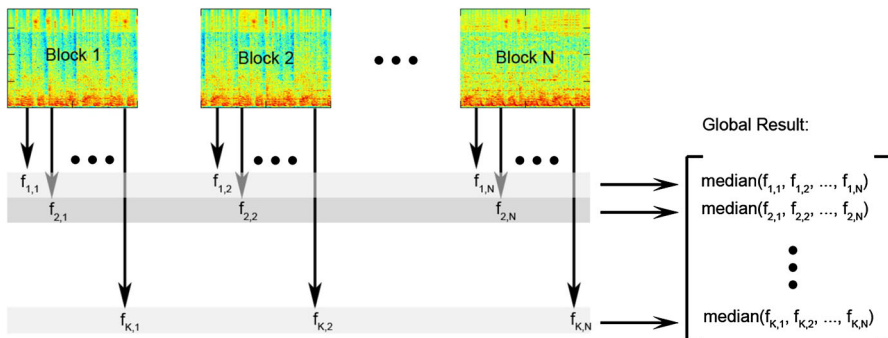 Block 1
Block 2
Block N
Global Result:
f1,1
f1,2
f1,N
median(f1,1, f1,2, ..., f1,N)
f2,1
f2,2
f2,N
median(f2,1, f2,2, ..., f2,N)
fK,1
fK,2
fK,N
median(fK,1, fK,2, ..., fK,N)